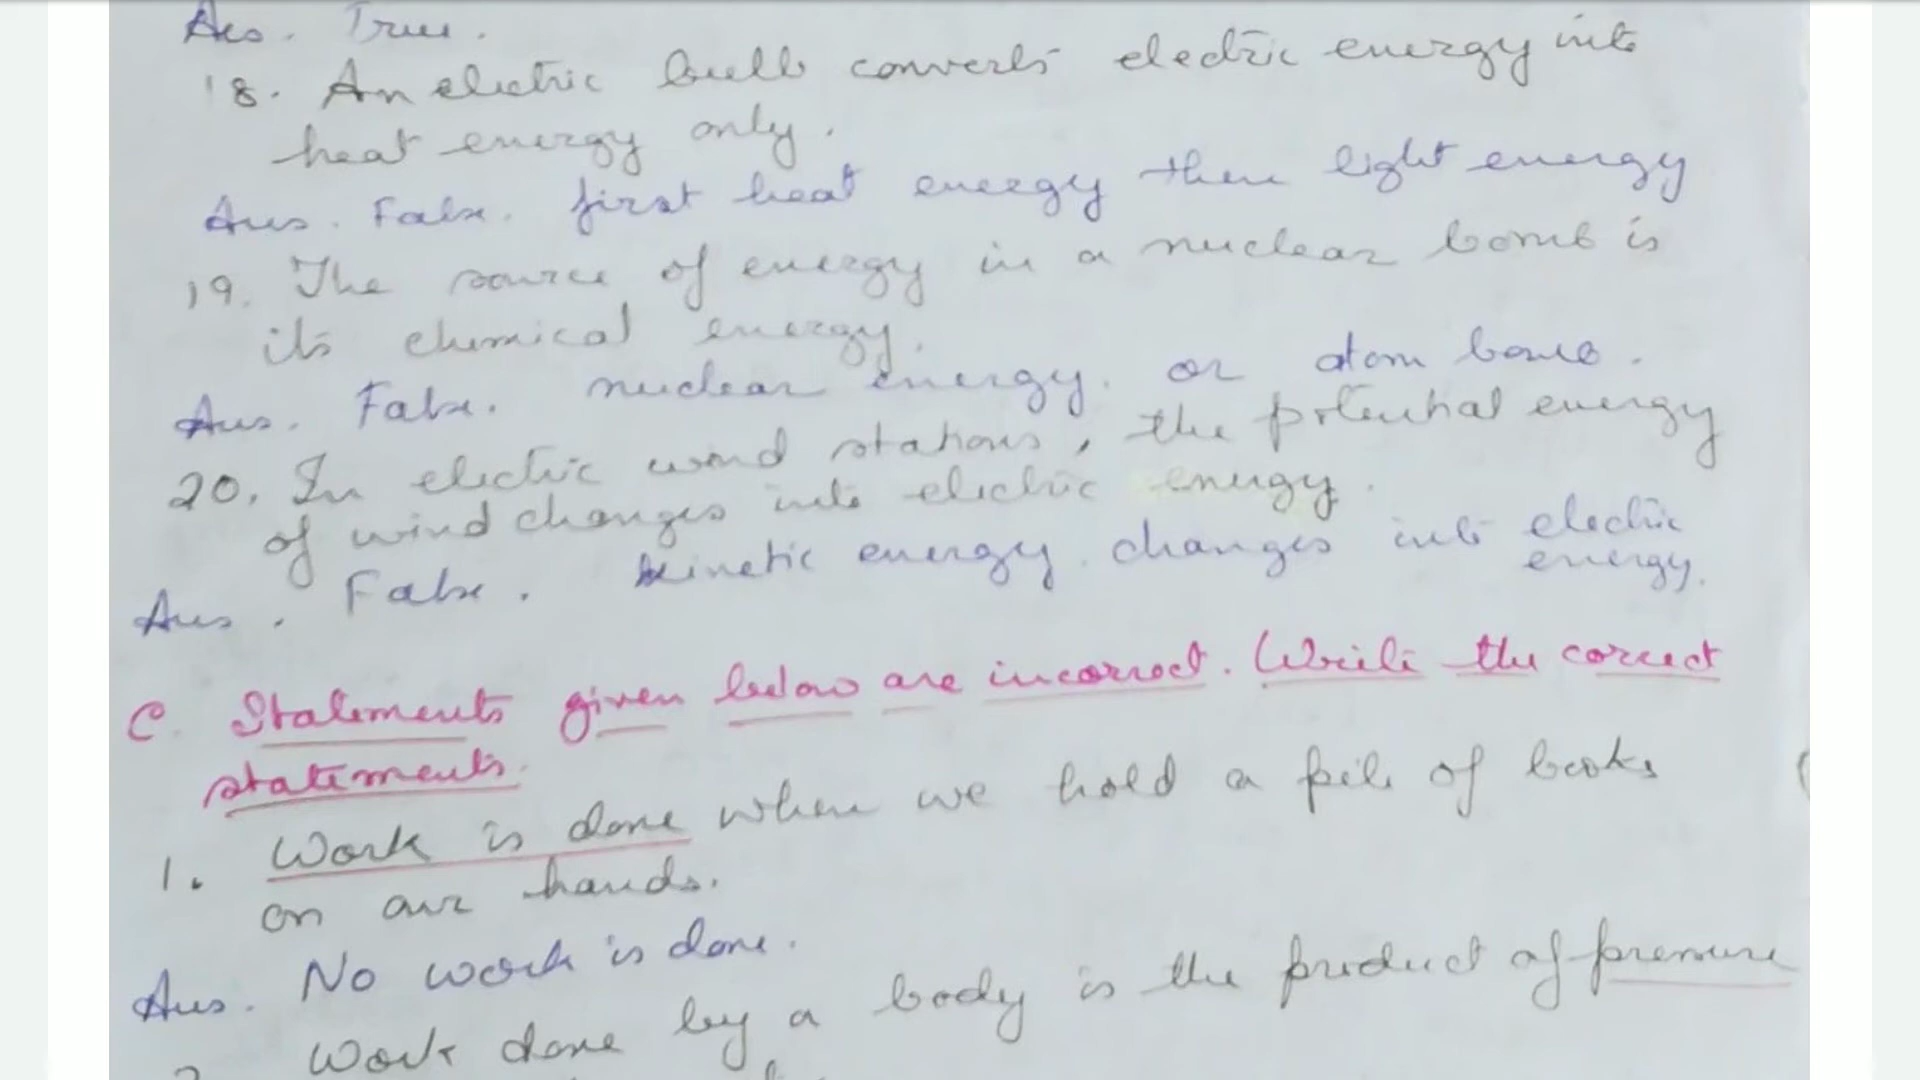 Ans. True.
18. An electric bulb converts electric energy into
heat energy only.
Ans. False. first heat energy then light energy
19. The source of energy in a nuclear bomb is
its chemical energy.
Ans. False. nuclear energy. or atom bomb.
20. In electric wind stations, the potential energy
of wind changes into electric energy.
Ans. False. kinetic energy changes into electric
energy.
C. Statements given below are incorrect. Write the correct
statements.
1. Work is done when we hold a pile of books
on our hands.
Ans. No work is done.
Work done by a body is the product of pressure